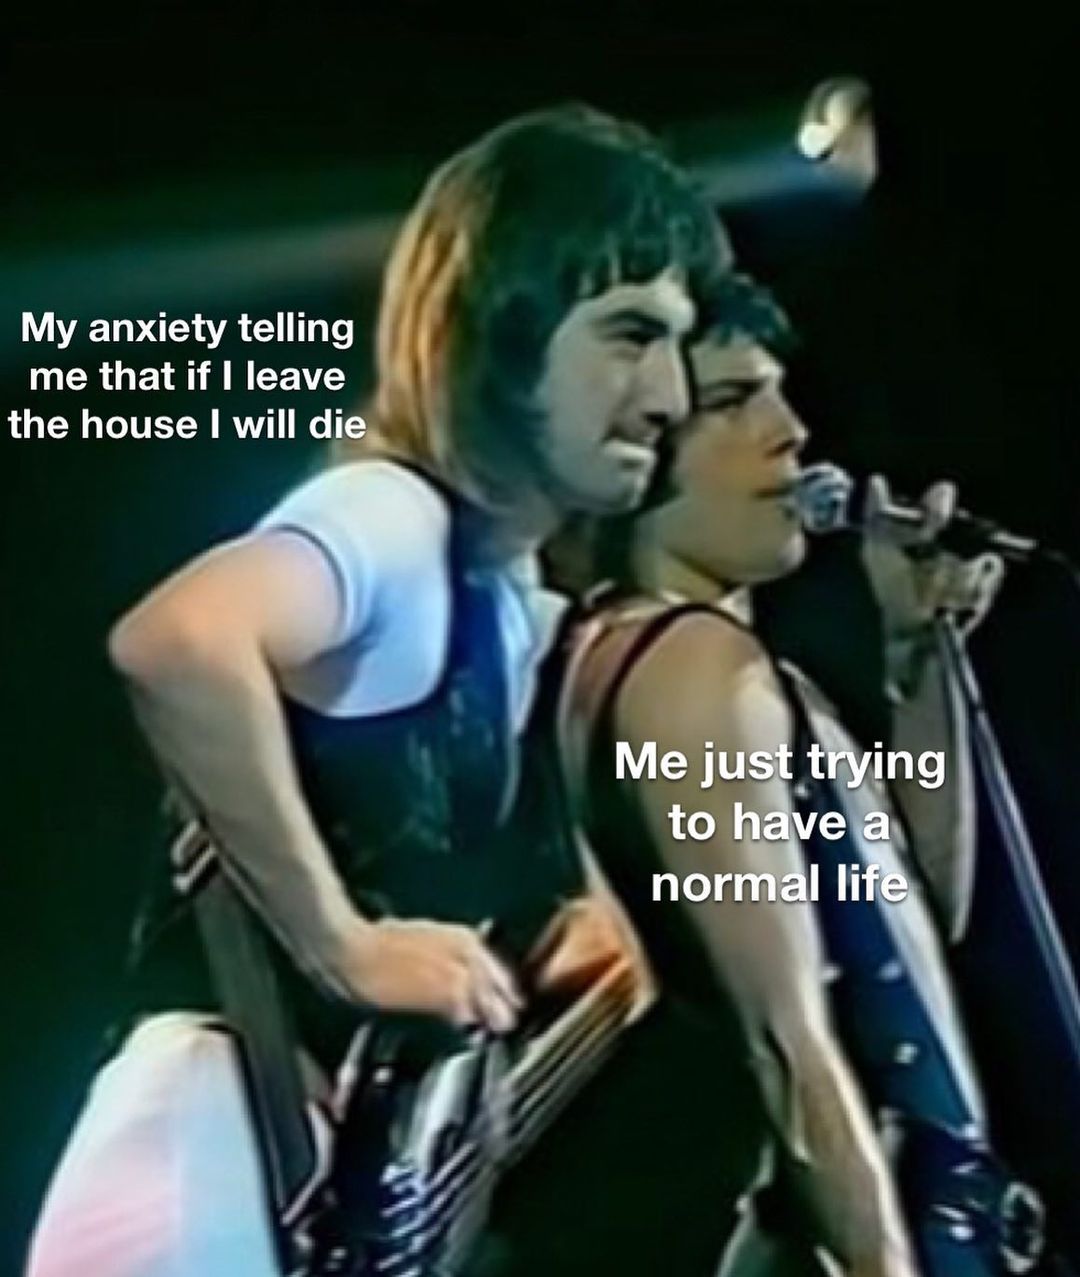 My anxiety telling
me that if I leave
the house I will die
Me just trying
to have a
normal life